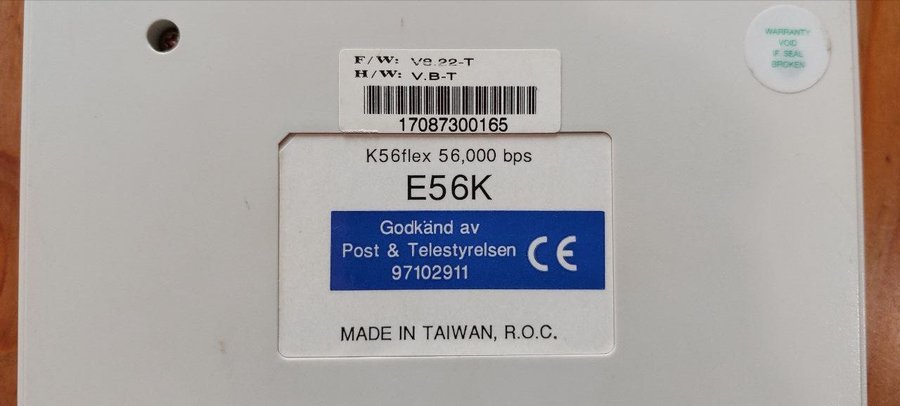 F/W: V8.22-T
H/W: V.B-T
17087300165
WARRANTY
VOID
IF SEAL
BROKEN
K56flex 56,000 bps
E56K
Godkänd av
Post & Telestyrelsen
97102911
CE
MADE IN TAIWAN, R.O.C.